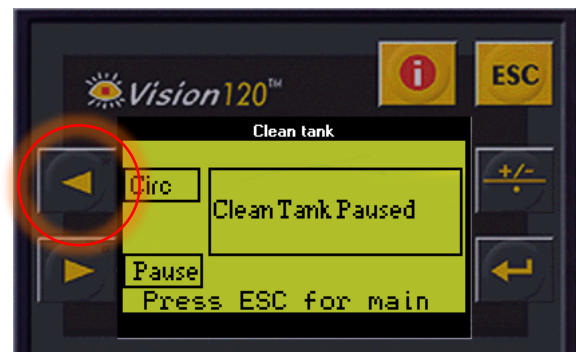 Vision120™
i
ESC
Clean tank
Circ
Clean Tank Paused
+/-
Pause
Press ESC for main